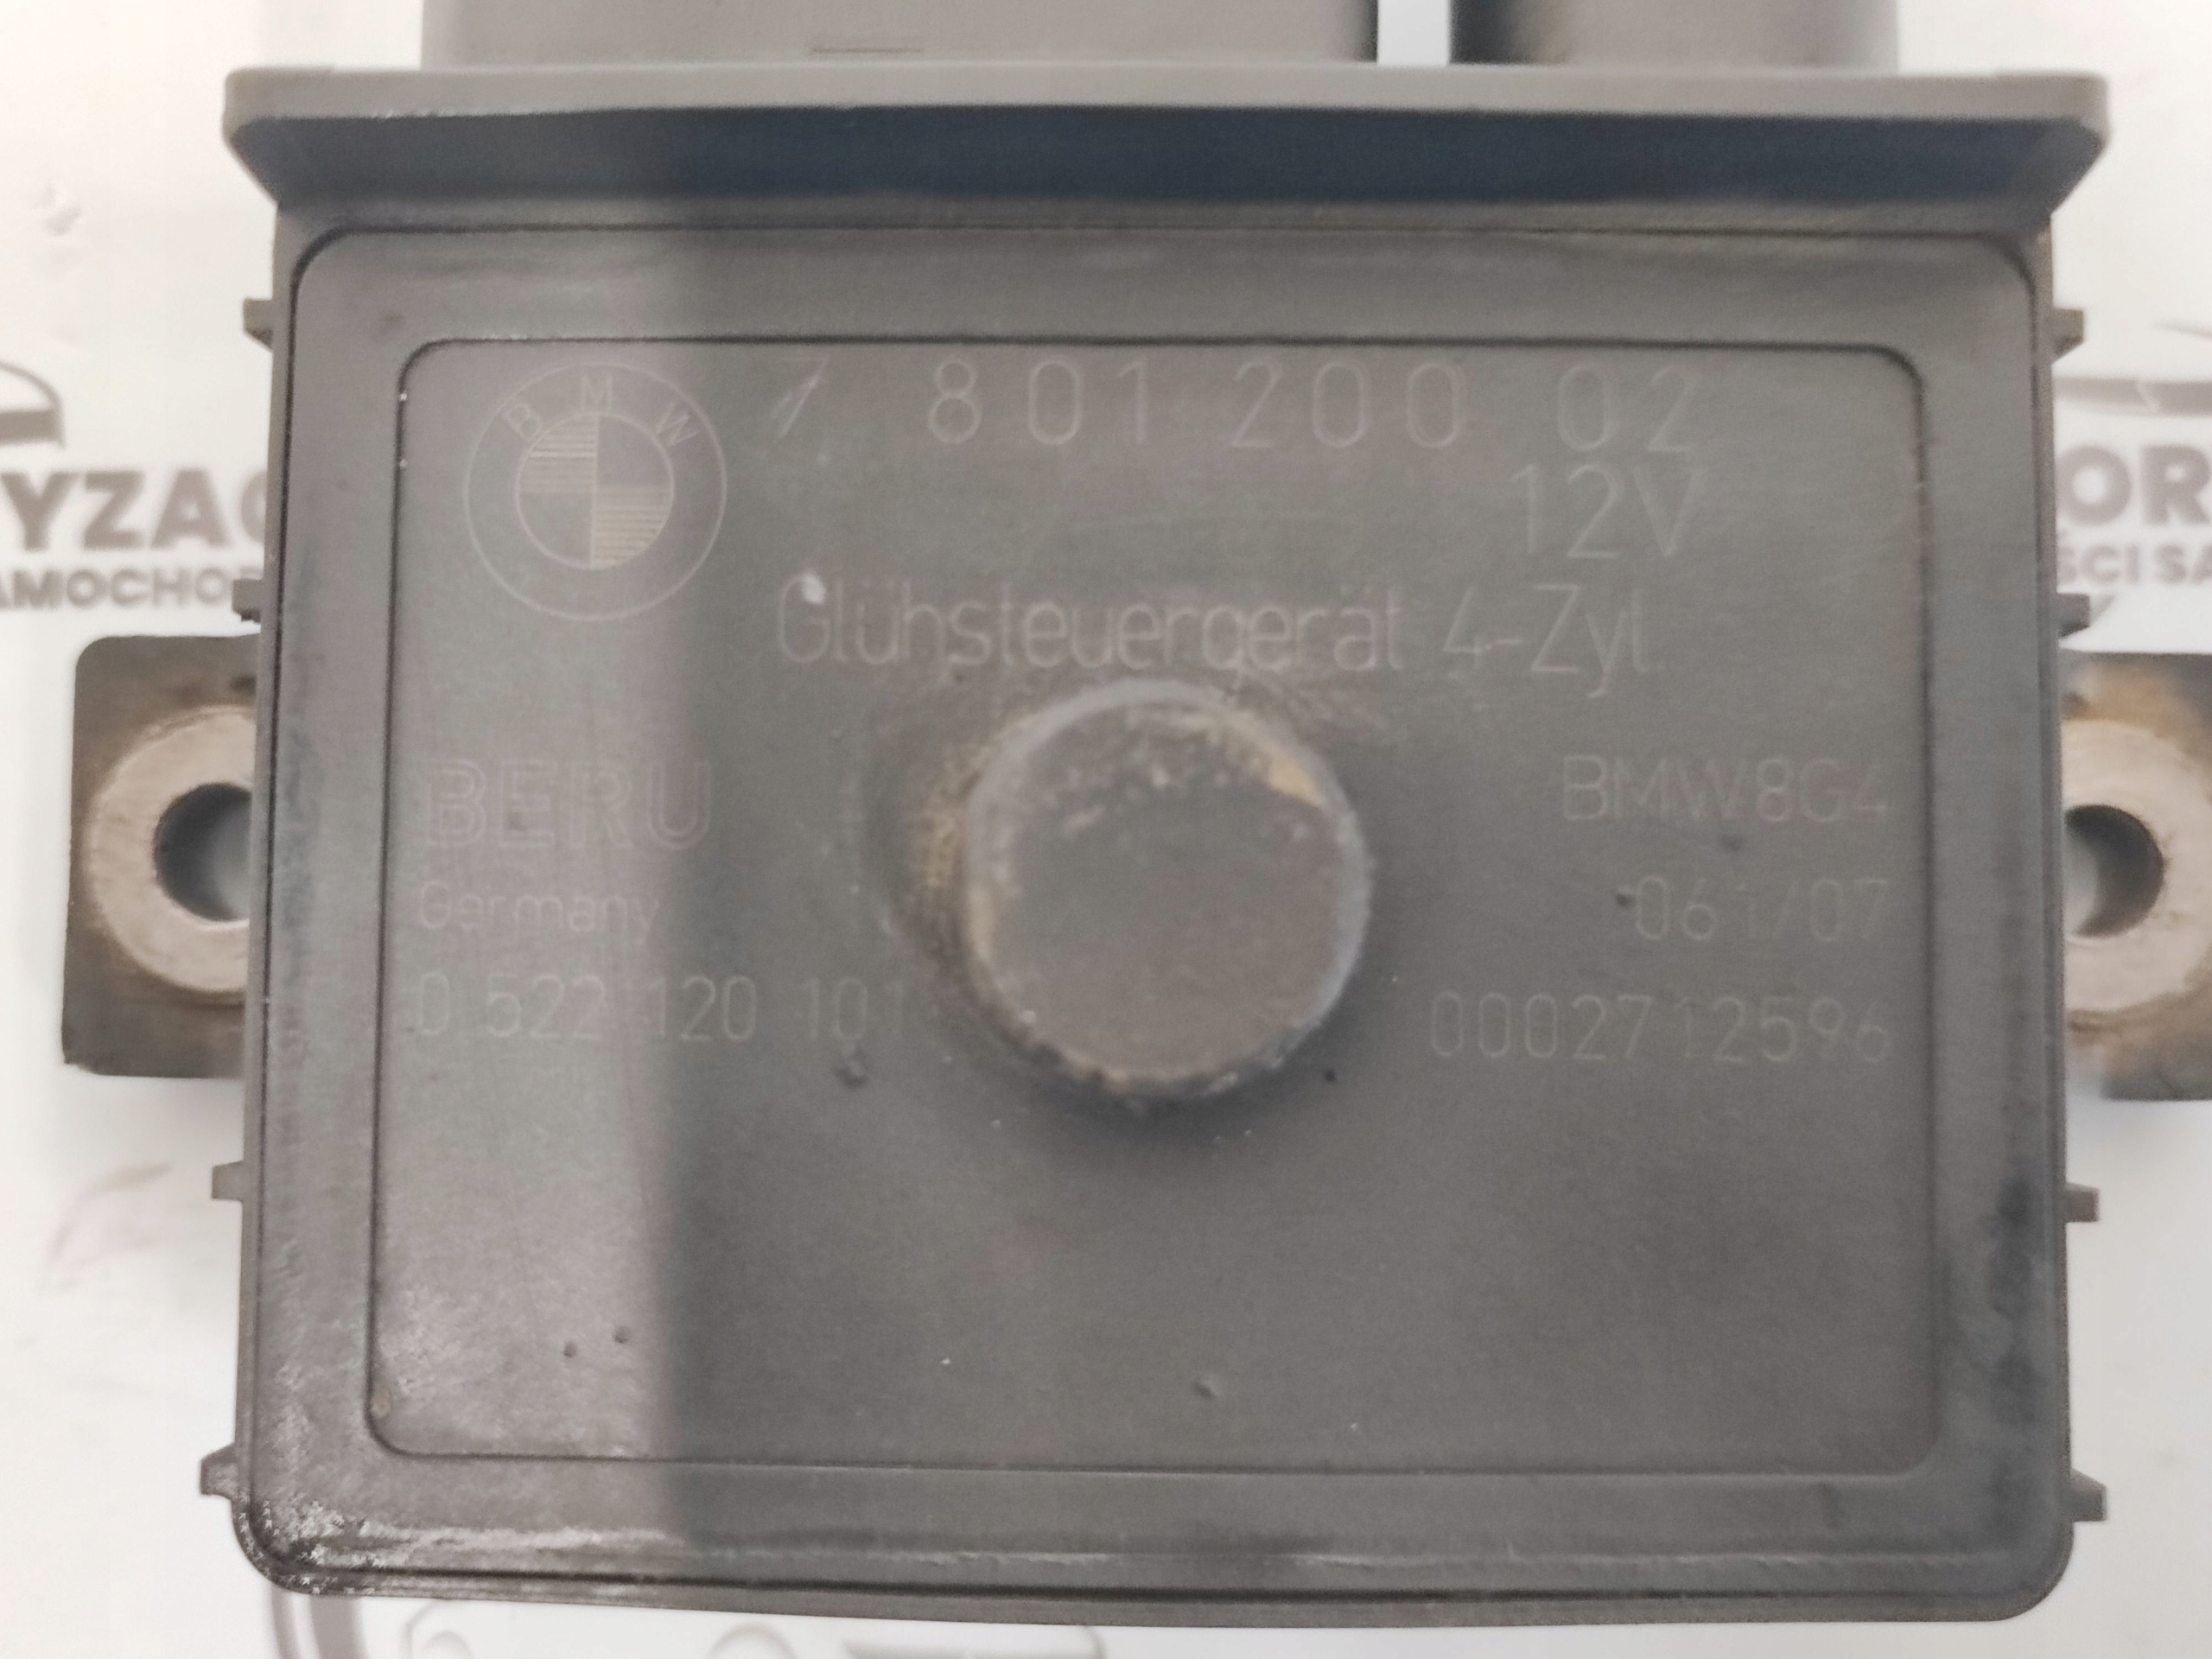 BMW
7 801 200 02
12V
Glühsteuergerät 4-Zyl.
BERU
BMW8G4
Germany
061/07
0 522 120 101
0002712596